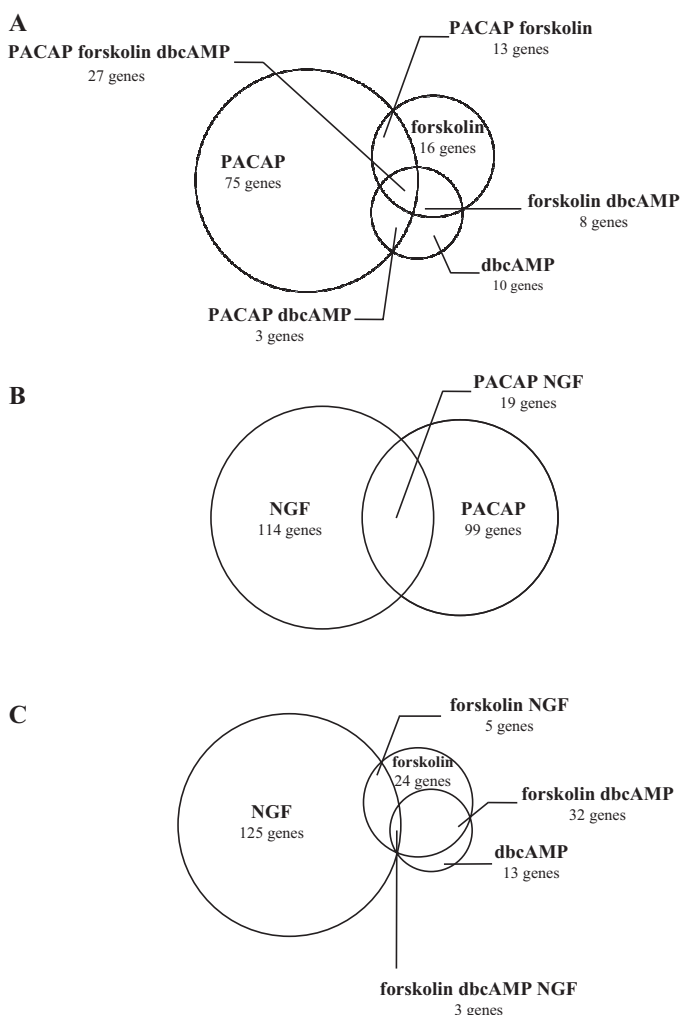 A
PACAP forskolin
13 genes
PACAP forskolin dbcAMP
27 genes
forskolin
16 genes
PACAP
75 genes
forskolin dbcAMP
8 genes
dbcAMP
10 genes
PACAP dbcAMP
3 genes
B
PACAP NGF
19 genes
NGF
114 genes
PACAP
99 genes
C
forskolin NGF
5 genes
forskolin
24 genes
NGF
125 genes
forskolin dbcAMP
32 genes
dbcAMP
13 genes
forskolin dbcAMP NGF
3 genes